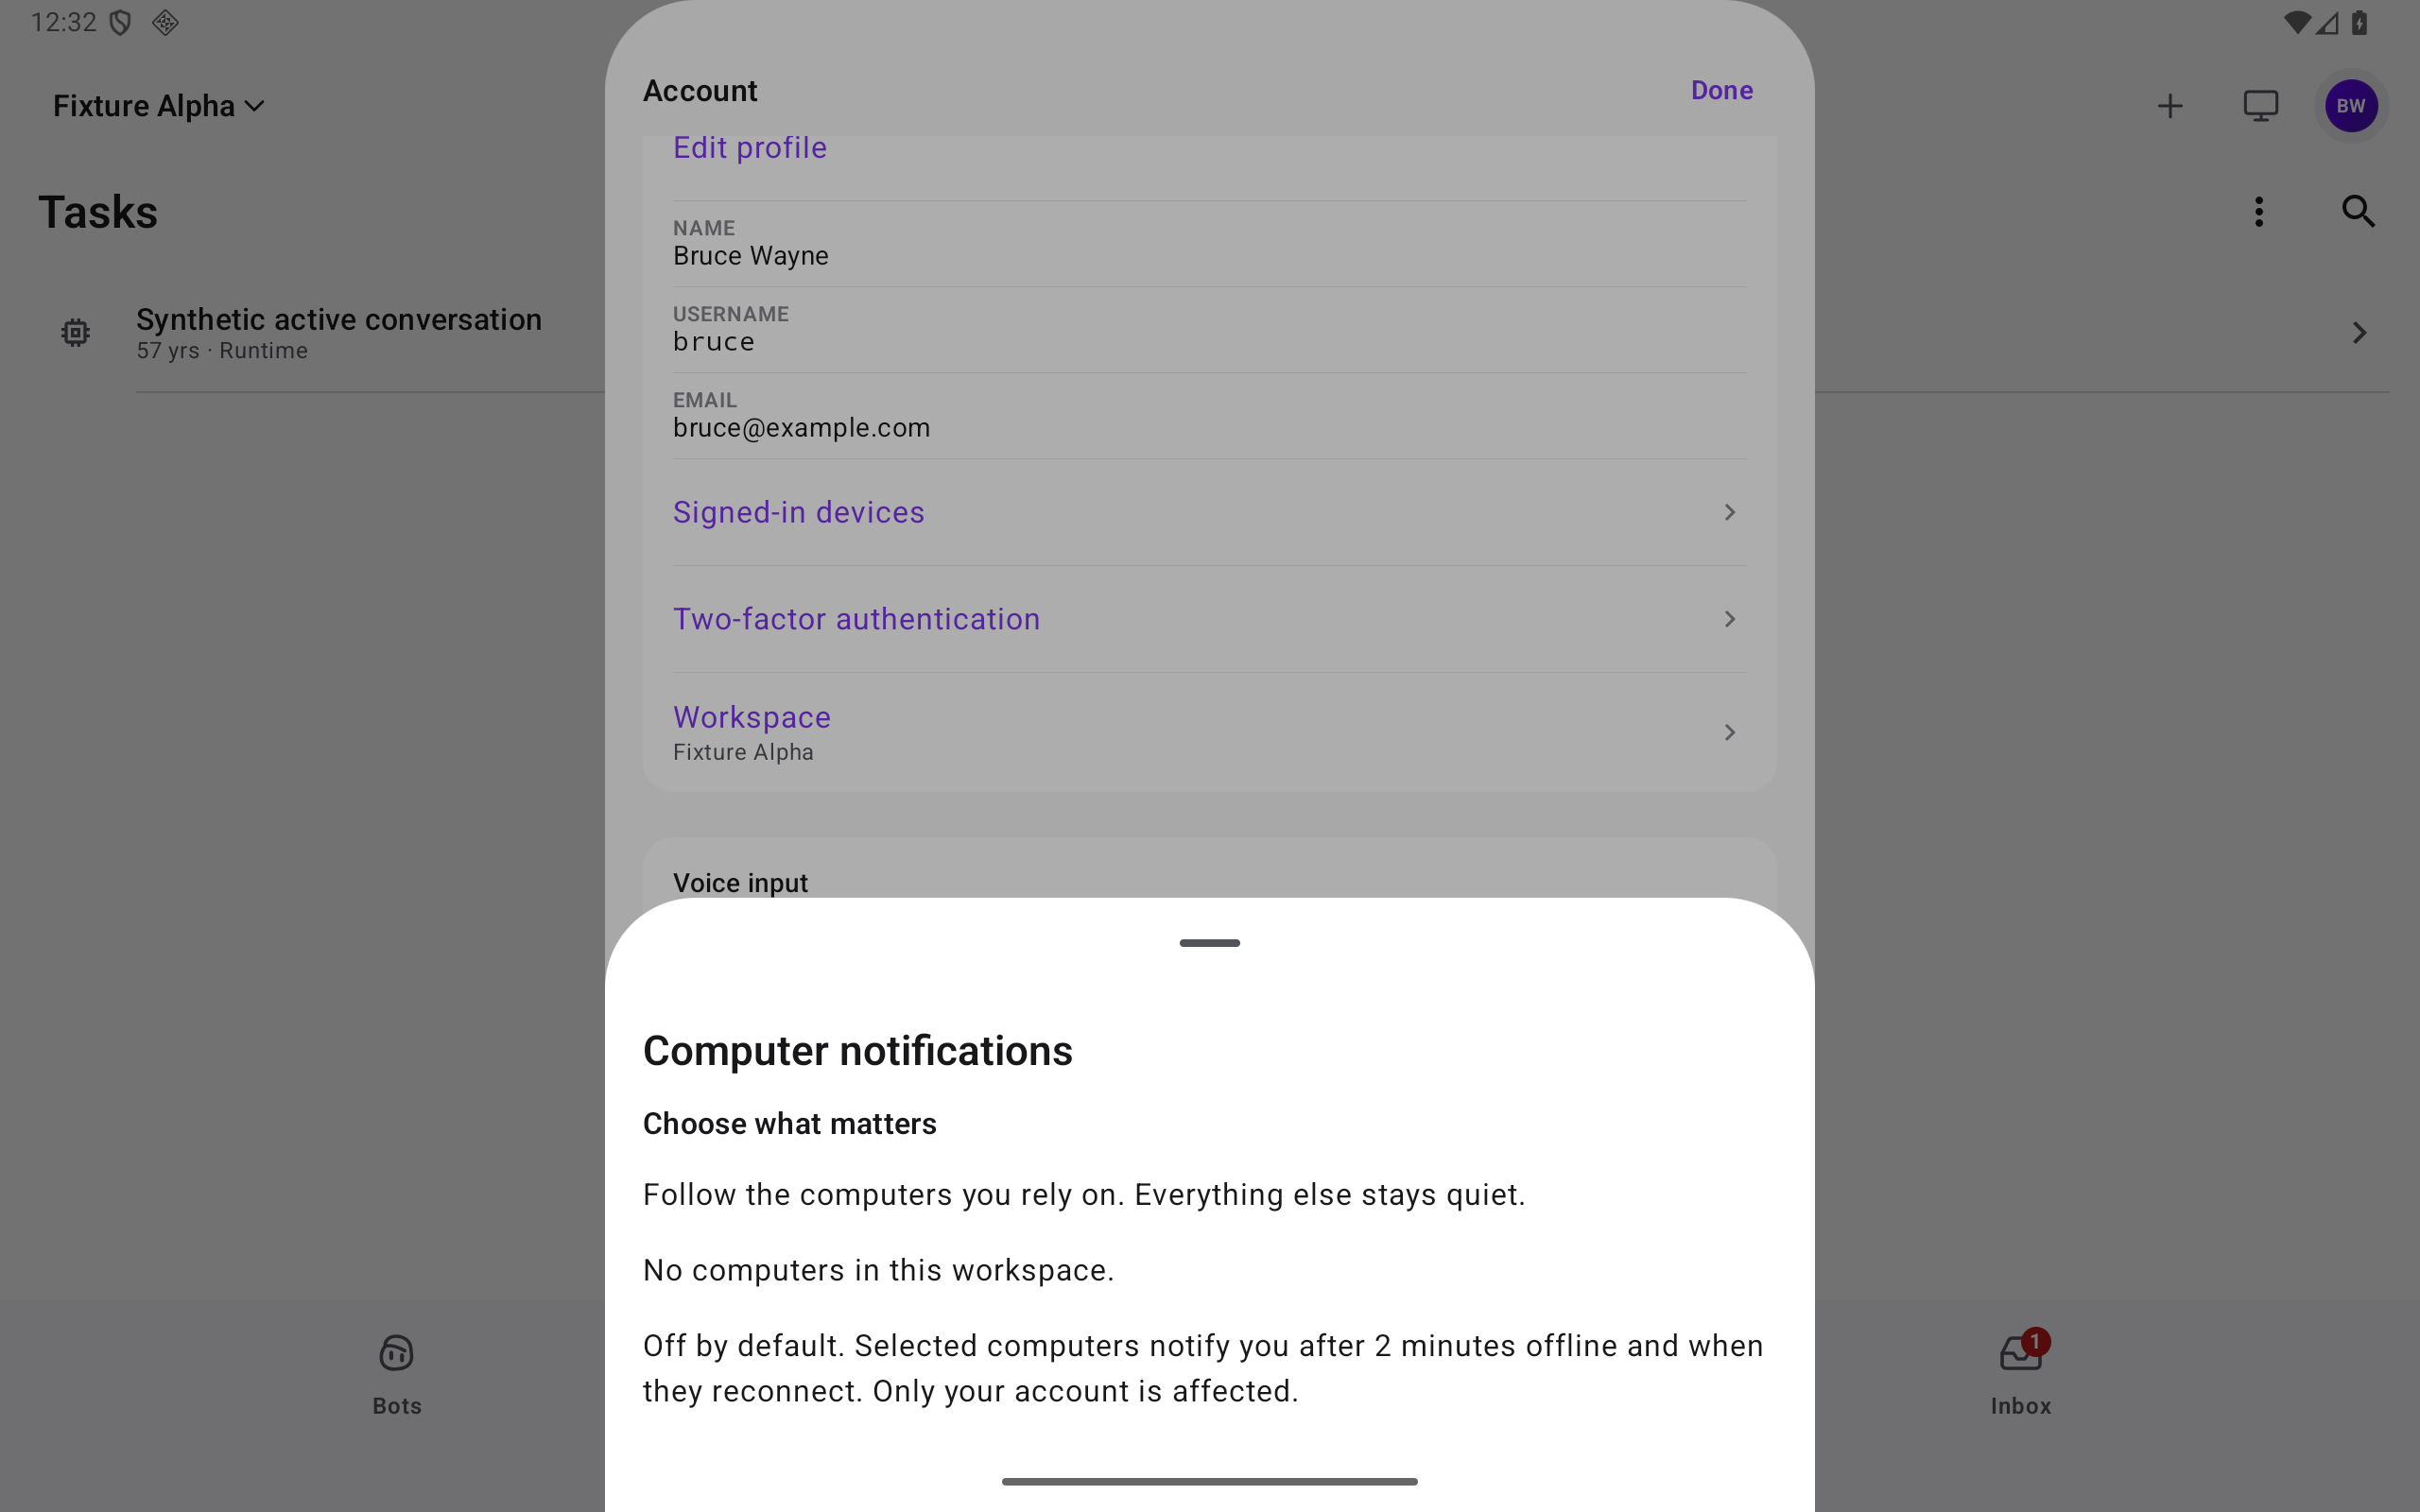 12:32
Fixture Alpha
BW
Tasks
Synthetic active conversation
57 yrs · Runtime
Account
Done
Edit profile
NAME
Bruce Wayne
USERNAME
bruce
EMAIL
bruce@example.com
Signed-in devices
Two-factor authentication
Workspace
Fixture Alpha
Voice input
Computer notifications
Choose what matters
Follow the computers you rely on. Everything else stays quiet.
No computers in this workspace.
Off by default. Selected computers notify you after 2 minutes offline and when
they reconnect. Only your account is affected.
Bots
1
Inbox